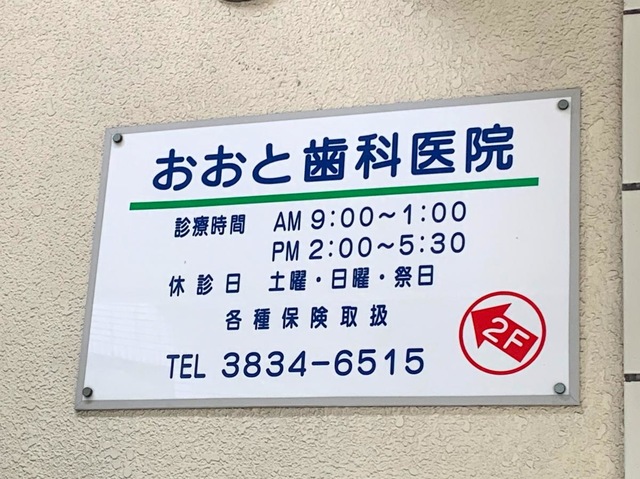 おおと歯科医院
診療時間 AM 9:00〜1:00
PM 2:00〜5:30
休診日 土曜・日曜・祭日
各種保険取扱
TEL 3834-6515
2F